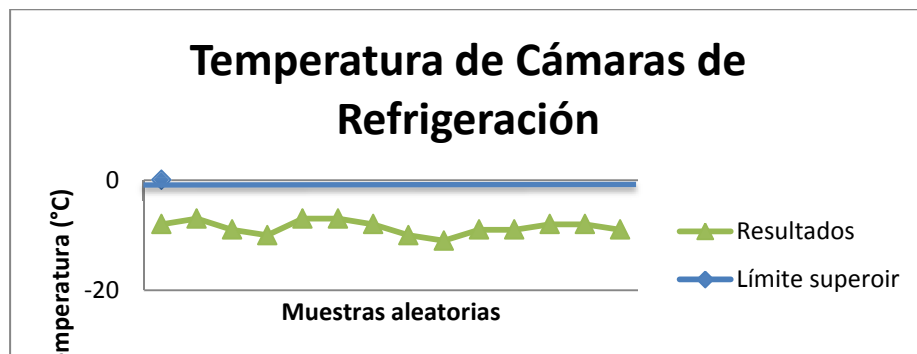 Temperatura de Cámaras de
Refrigeración
0
-20
emperatura (°C)
Muestras aleatorias
Resultados
Límite superoir